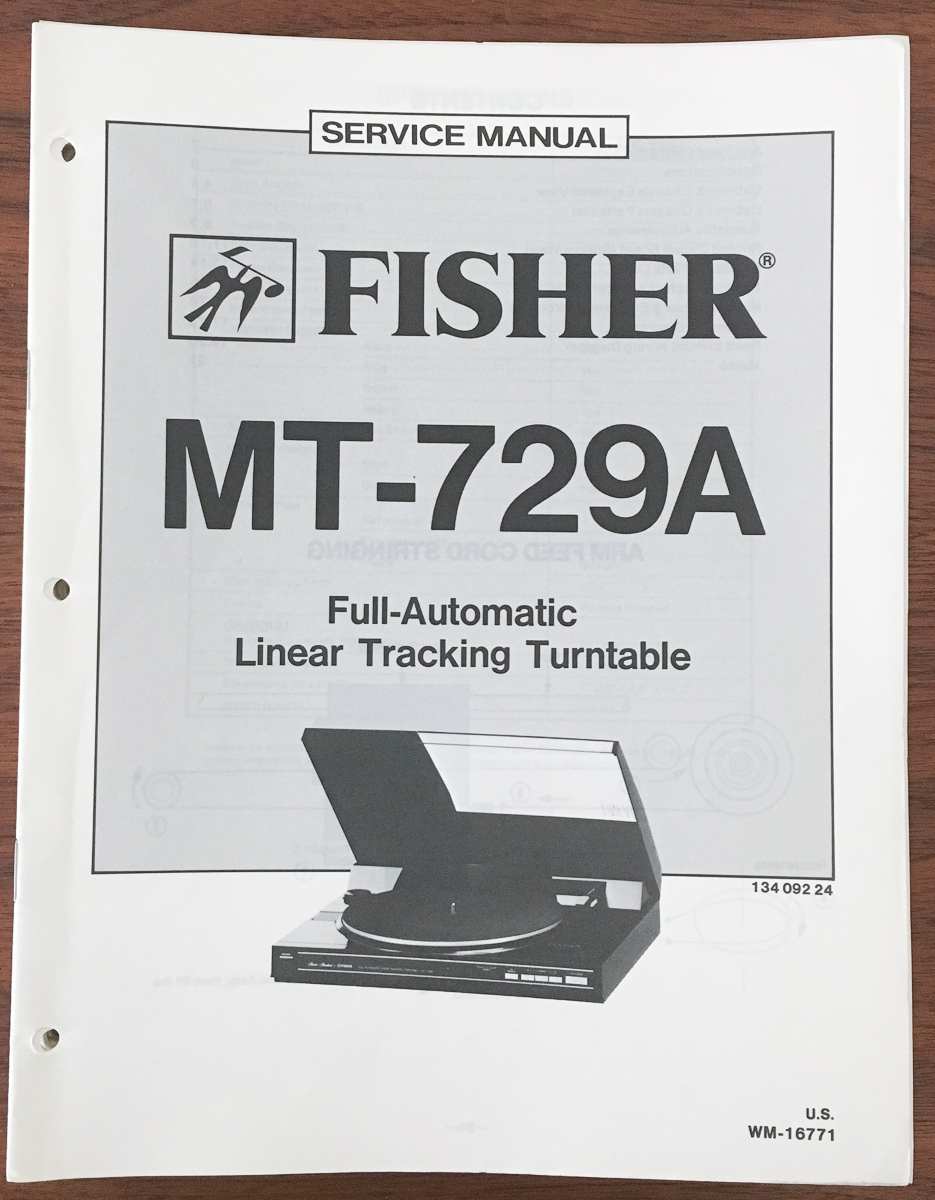 SERVICE MANUAL
FISHER®
MT-729A
Full-Automatic
Linear Tracking Turntable
134 092 24
U.S.
WM-16771